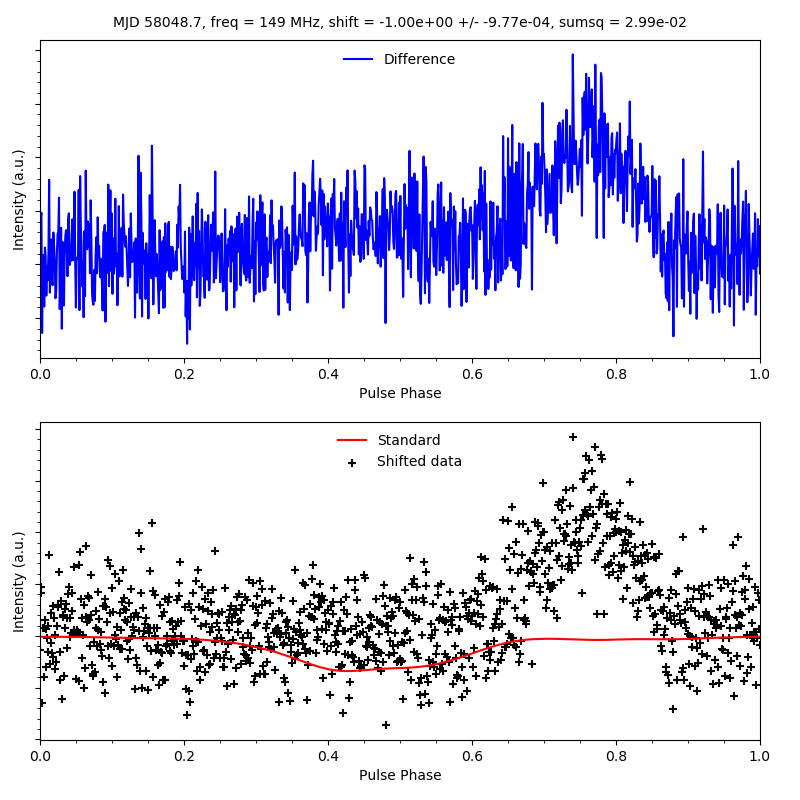 MJD 58048.7, freq = 149 MHz, shift = -1.00e+00 +/- -9.77e-04, sumsq = 2.99e-02
Difference
Intensity (a.u.)
0.0 0.2 0.4 0.6 0.8 1.0
Pulse Phase
Standard
Shifted data
Intensity (a.u.)
0.0 0.2 0.4 0.6 0.8 1.0
Pulse Phase